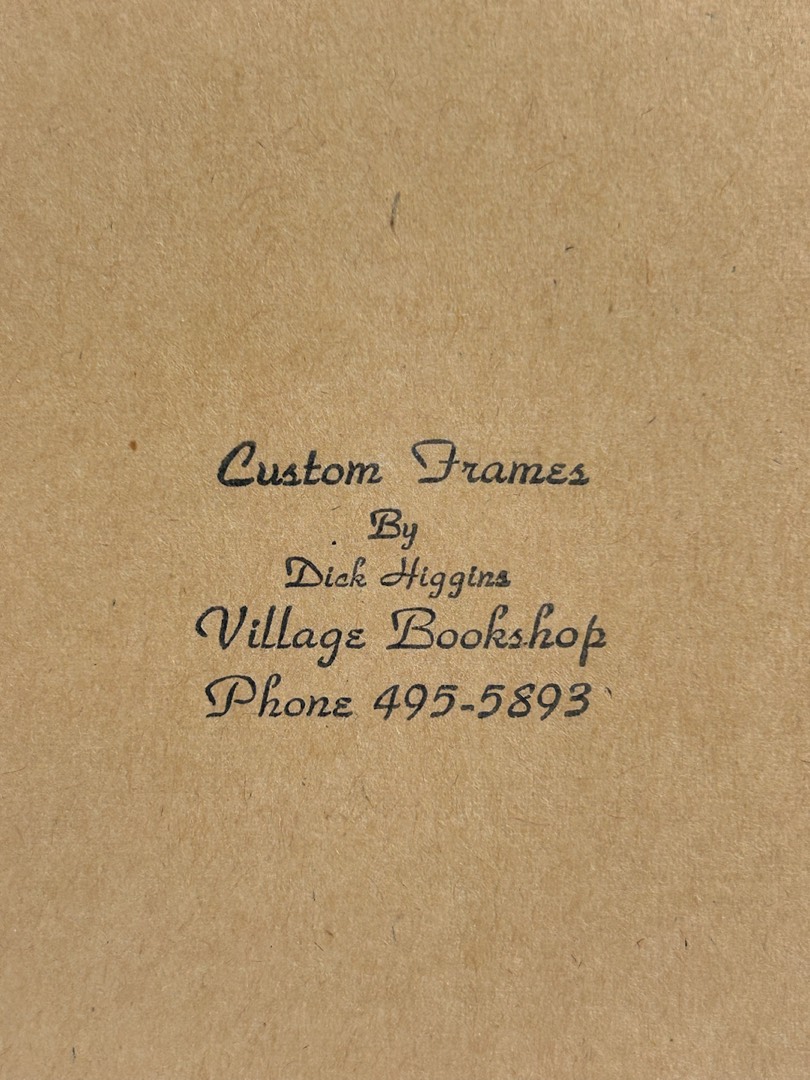 Custom Frames
By
Dick Higgins
Village Bookshop
Phone 495-5893